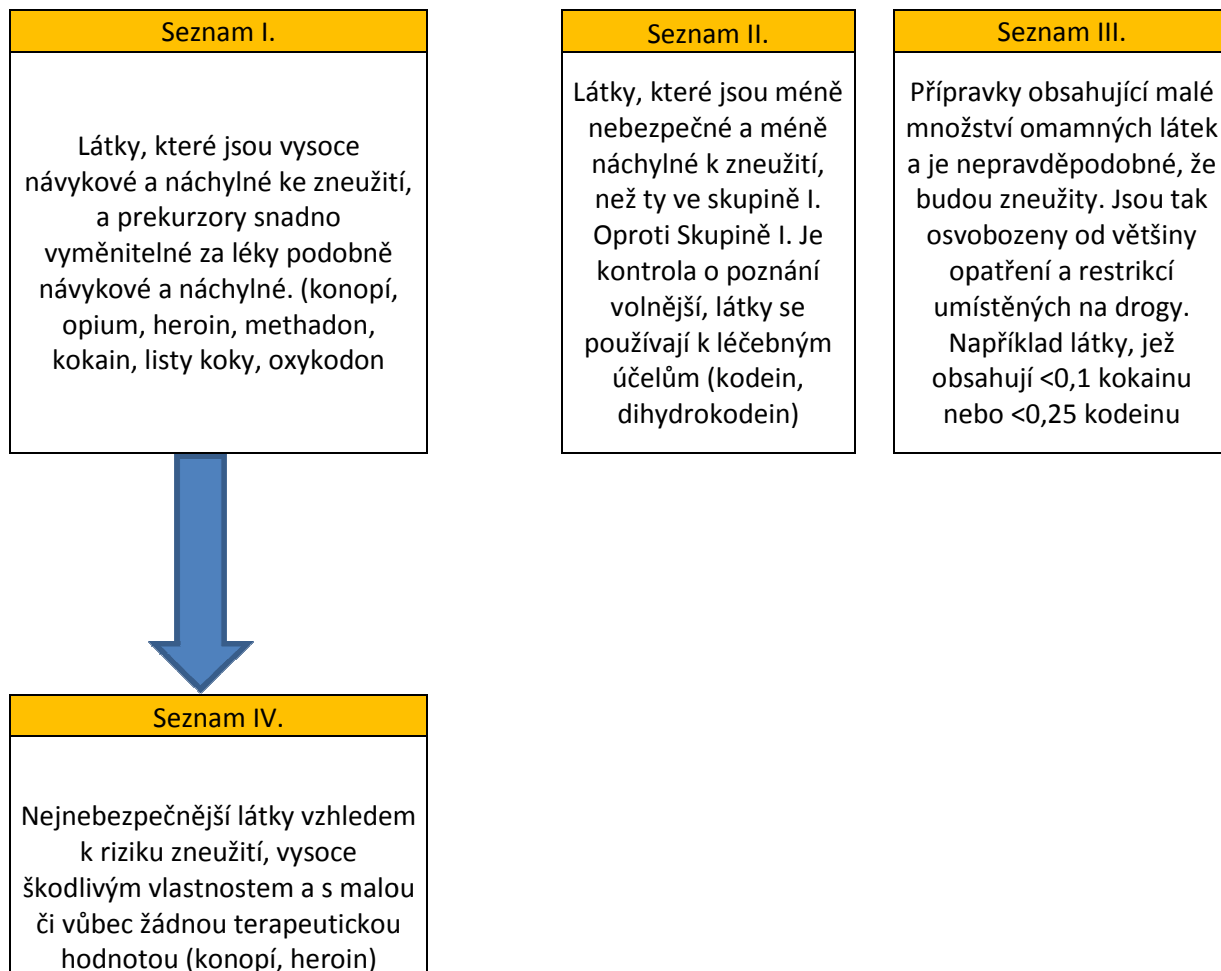 Seznam I.
Látky, které jsou vysoce
návykové a náchylné ke zneužití,
a prekurzory snadno
vyměnitelné za léky podobně
návykové a náchylné. (konopí,
opium, heroin, methadon,
kokain, listy koky, oxykodon
Seznam II.
Látky, které jsou méně
nebezpečné a méně
náchylné k zneužití,
než ty ve skupině I.
Oproti Skupině I. Je
kontrola o poznání
volnější, látky se
používají k léčebným
účelům (kodein,
dihydrokodein)
Seznam III.
Přípravky obsahující malé
množství omamných látek
a je nepravděpodobné, že
budou zneužity. Jsou tak
osvobozeny od většiny
opatření a restrikcí
umístěných na drogy.
Například látky, jež
obsahují <0,1 kokainu
nebo <0,25 kodeinu
Seznam IV.
Nejnebezpečnější látky vzhledem
k riziku zneužití, vysoce
škodlivým vlastnostem a s malou
či vůbec žádnou terapeutickou
hodnotou (konopí, heroin)